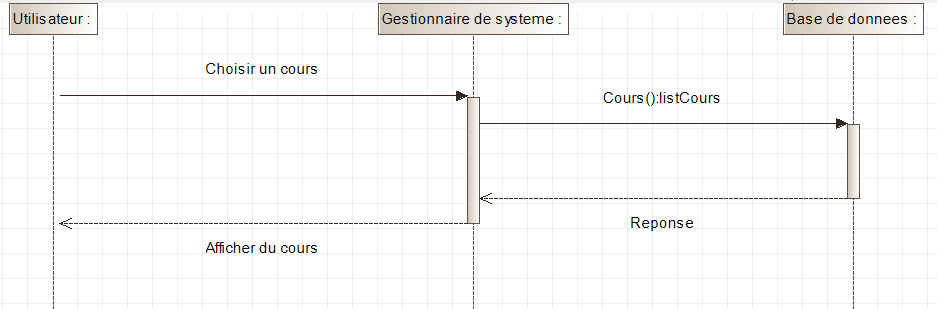 Utilisateur :
Gestionnaire de systeme :
Base de donnees :
Choisir un cours
Cours():listCours
Reponse
Afficher du cours